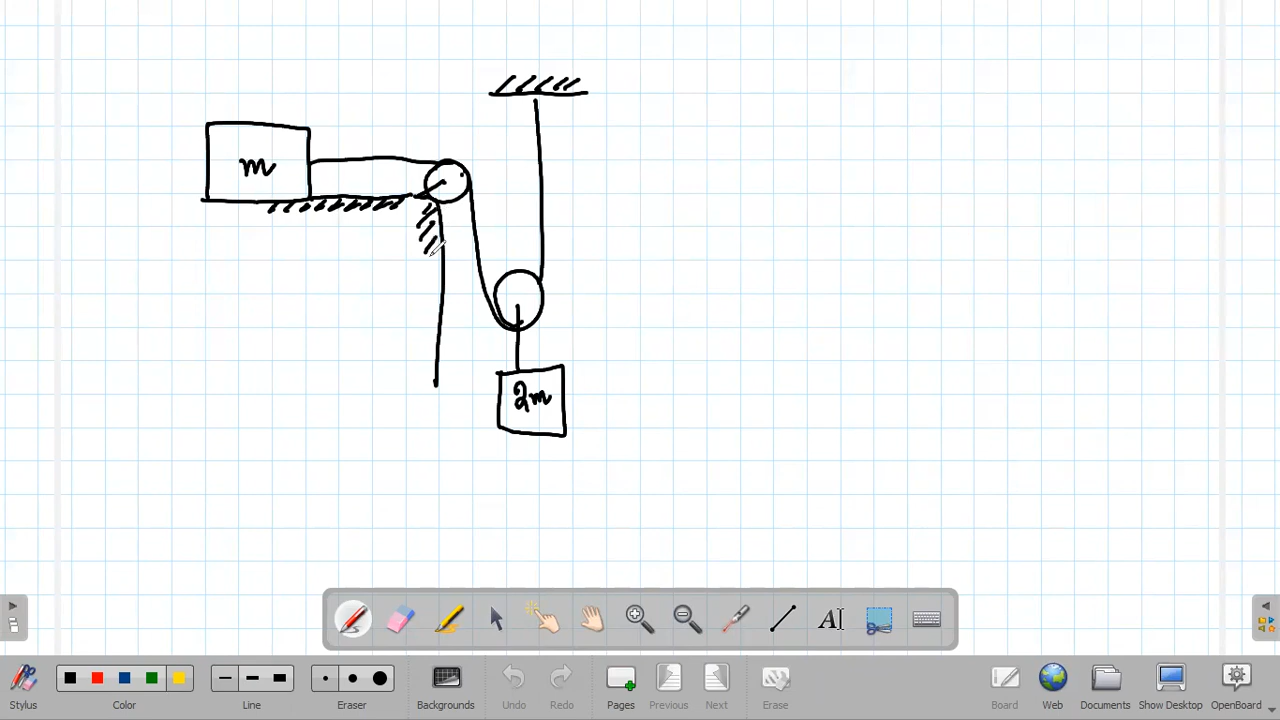 m
2m
Stylus
Color
Line
Eraser
Backgrounds
Undo
Redo
Pages
Previous
Next
Erase
Board
Web
Documents
Show Desktop
OpenBoard